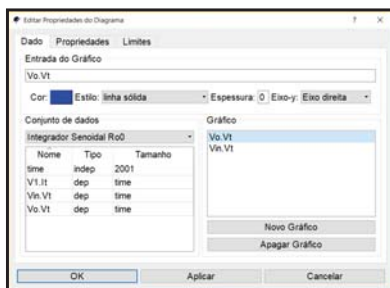 Editar Propriedades do Diagrama ? ×
Dado Propriedades Limites
Entrada do Gráfico
Vo.Vt
Cor: Estilo: linha sólida Espessura: 0 Eixo-y: Eixo direita
Conjunto de dados
Integrador Senoidal Ro0
Nome Tipo Tamanho
time indep 2001
V1.It dep time
Vin.Vt dep time
Vo.Vt dep time
Gráfico
Vo.Vt
Vin.Vt
Novo Gráfico
Apagar Gráfico
OK Aplicar Cancelar